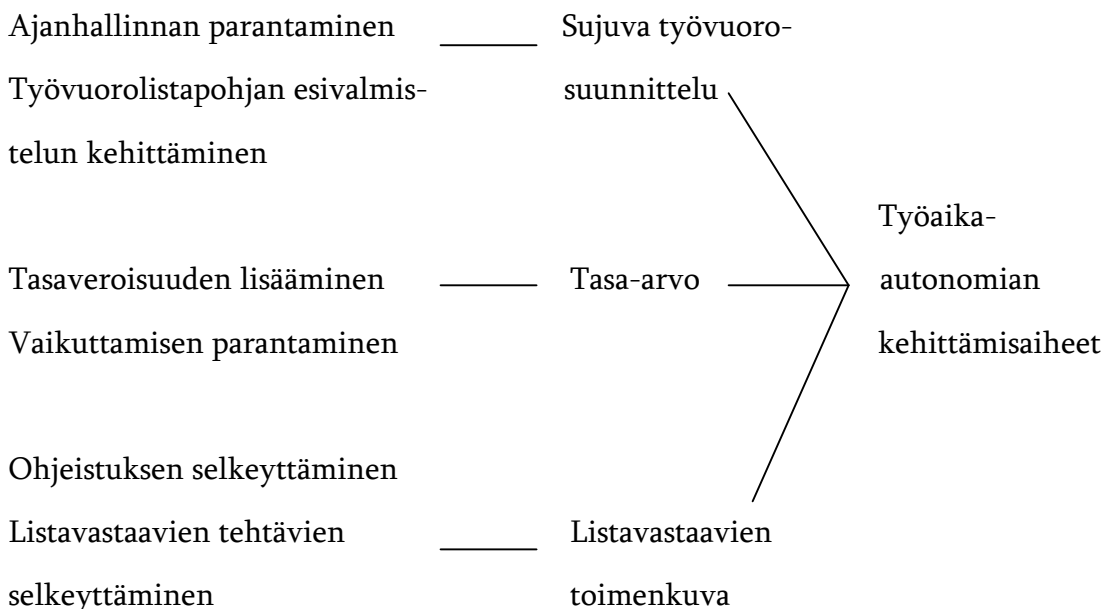 Ajanhallinnan parantaminen
Työvuorolistapohjan esivalmis-
telun kehittäminen
Sujuva työvuoro-
suunnittelu
Tasaveroisuuden lisääminen
Vaikuttamisen parantaminen
Tasa-arvo
Ohjeistuksen selkeyttäminen
Listavastaavien tehtävien
selkeyttäminen
Listavastaavien
toimenkuva
Työaika-
autonomian
kehittämisaiheet